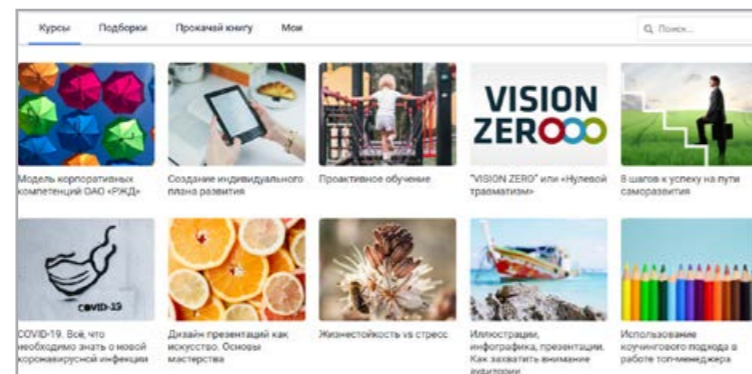 Курсы Подборки Прокачай книгу Мои
Поиск...
VISION
ZERO
Модель корпоративных
компетенций ОАО «РЖД»
Создание индивидуального
плана развития
Проактивное обучение
"VISION ZERO" или «Нулевой
травматизм»
8 шагов к успеху на пути
саморазвития
COVID-19
COVID-19. Всё, что
необходимо знать о новой
коронавирусной инфекции
Дизайн презентаций как
искусство. Основы
мастерства
Жизнестойкость vs стресс
Иллюстрации,
инфографика, презентации.
Как захватить внимание
аудитории
Использование
коучингового подхода в
работе топ-менеджера